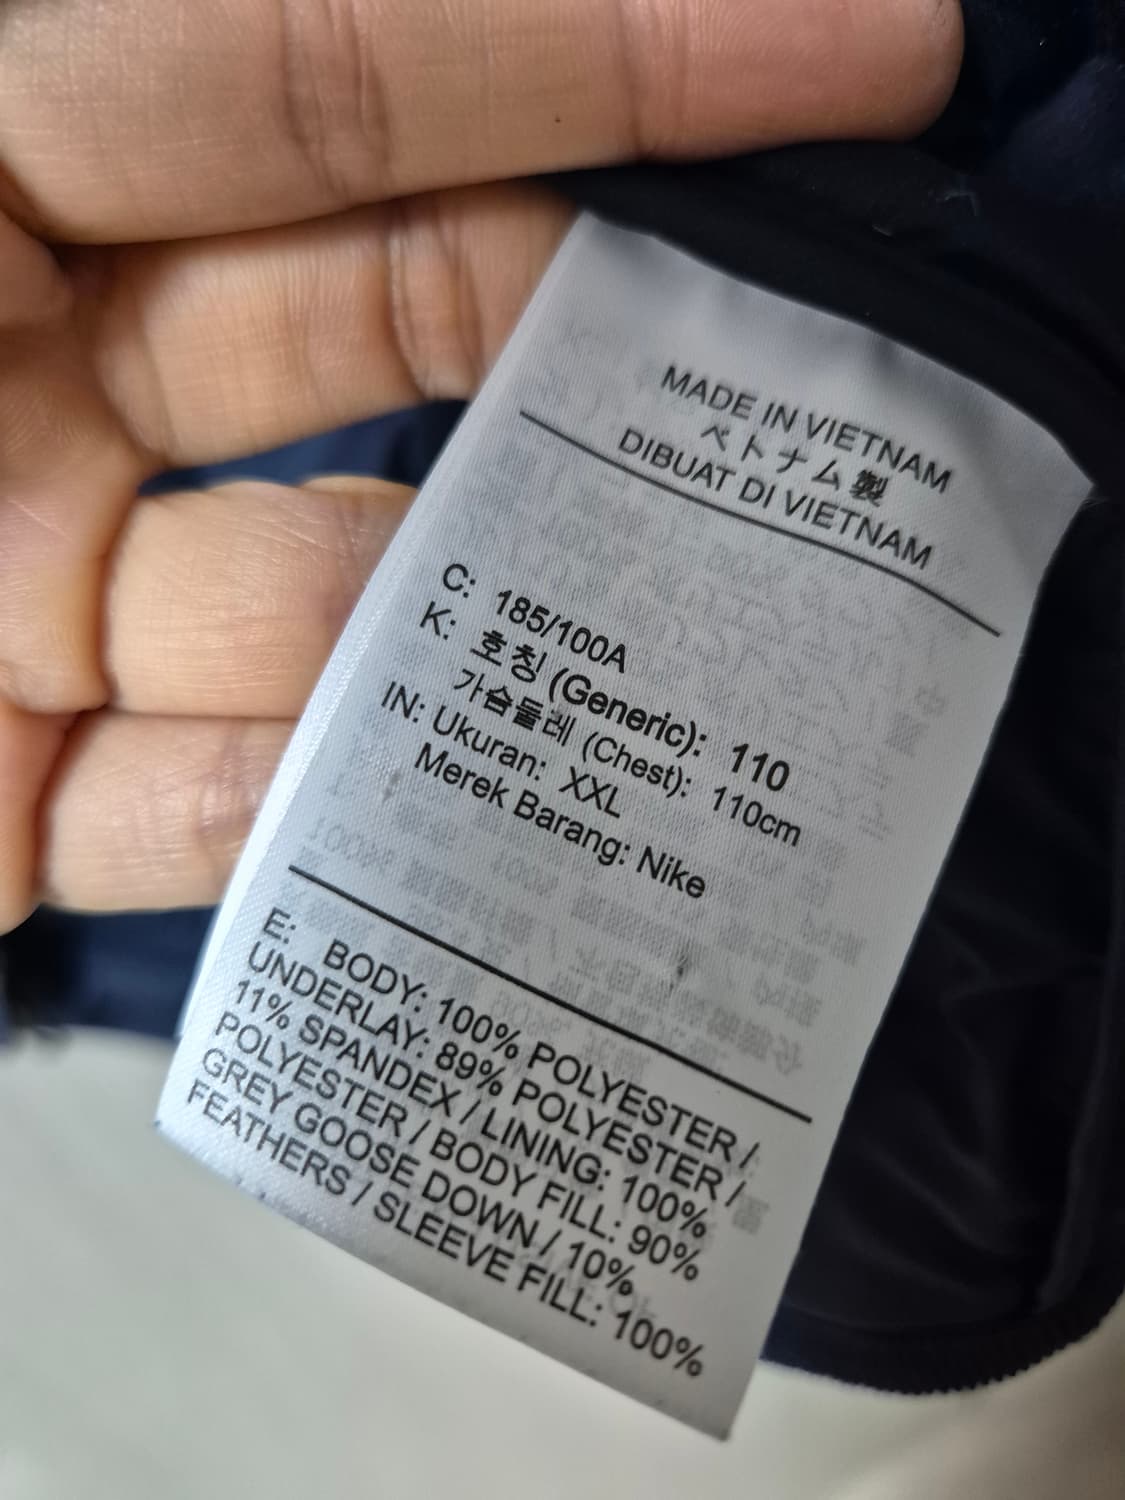 MADE IN VIETNAM
ベトナム製
DIBUAT DI VIETNAM
C: 185/100A
K: 호칭 (Generic): 110
가슴둘레 (Chest): 110cm
IN: Ukuran: XXL
Merek Barang: Nike
E: BODY: 100% POLYESTER /
UNDERLAY: 89% POLYESTER /
11% SPANDEX / LINING: 100%
POLYESTER / BODY FILL: 90%
GREY GOOSE DOWN / 10%
FEATHERS / SLEEVE FILL: 100%